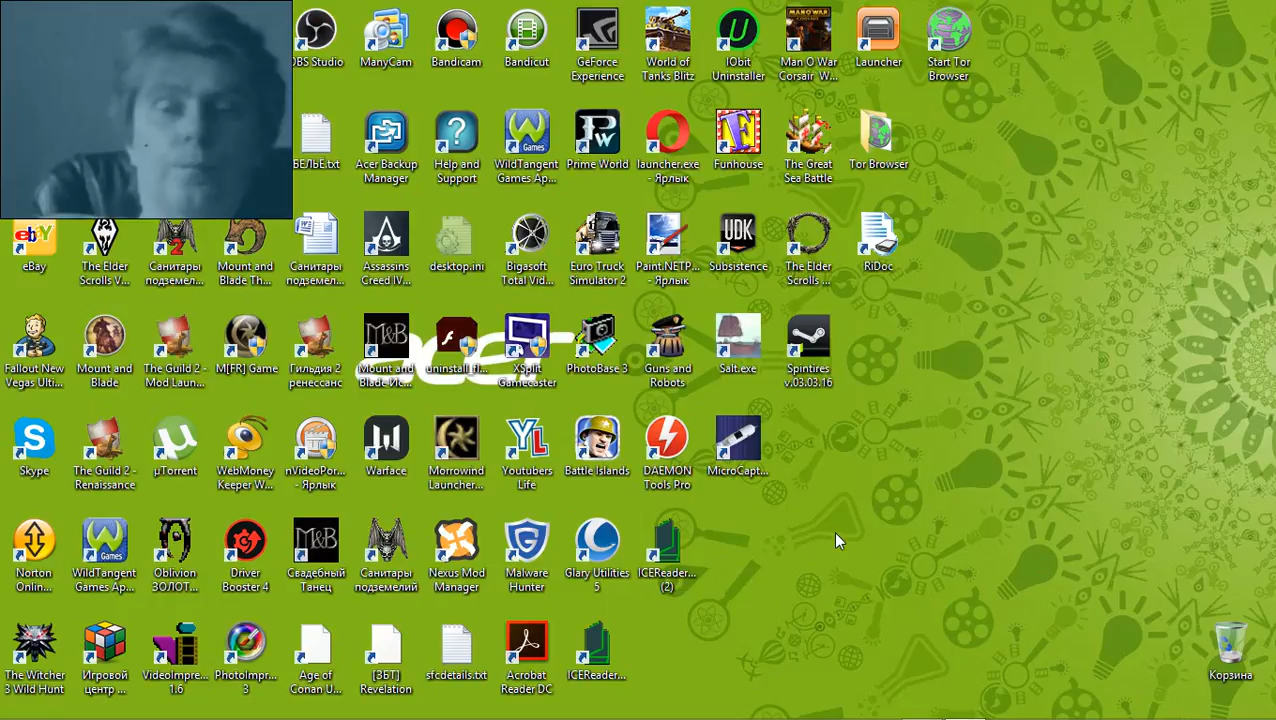 OBS Studio
ManyCam
Bandicam
Bandicut
GeForce
Experience
World of
Tanks Blitz
IObit
Uninstaller
Man O War
Corsair W...
Launcher
Start Tor
Browser
БЕЛЬЕ.txt
Acer Backup
Manager
Help and
Support
WildTangent
Games Ap...
Prime World
launcher.exe
- Ярлык
Funhouse
The Great
Sea Battle
Tor Browser
eBay
The Elder
Scrolls V...
Санитары
подземел...
Mount and
Blade Th...
Санитары
подземел...
Assassins
Creed IV...
desktop.ini
Bigasoft
Total Vid...
Euro Truck
Simulator 2
Paint.NETP...
- Ярлык
UDK
Subsistence
The Elder
Scrolls ...
RiDoc
acer
Fallout New
Vegas Ulti...
Mount and
Blade
The Guild 2 -
Mod Laun...
M[FR] Game
Гильдия 2
ренессанс
M&B
Mount and
Blade Ис...
uninstall_fl...
XSplit
Gamecaster
PhotoBase 3
Guns and
Robots
Salt.exe
Spintires
v.03.03.16
Skype
The Guild 2 -
Renaissance
µTorrent
WebMoney
Keeper W...
nVideoPor...
- Ярлык
Warface
Morrowind
Launcher...
Youtubers
Life
Battle Islands
DAEMON
Tools Pro
MicroCapt...
Norton
Onlin...
WildTangent
Games Ap...
Oblivion
ЗОЛОТ...
Driver
Booster 4
M&B
Свадебный
Танец
Санитары
подземелий
Nexus Mod
Manager
Malware
Hunter
Glary Utilities
5
ICEReader...
(2)
The Witcher
3 Wild Hunt
Игровой
центр ...
VideoImpre...
1.6
PhotoImpr...
3
Age of
Conan U...
[ЗБТ]
Revelation
sfcdetails.txt
Acrobat
Reader DC
ICEReader...
Корзина